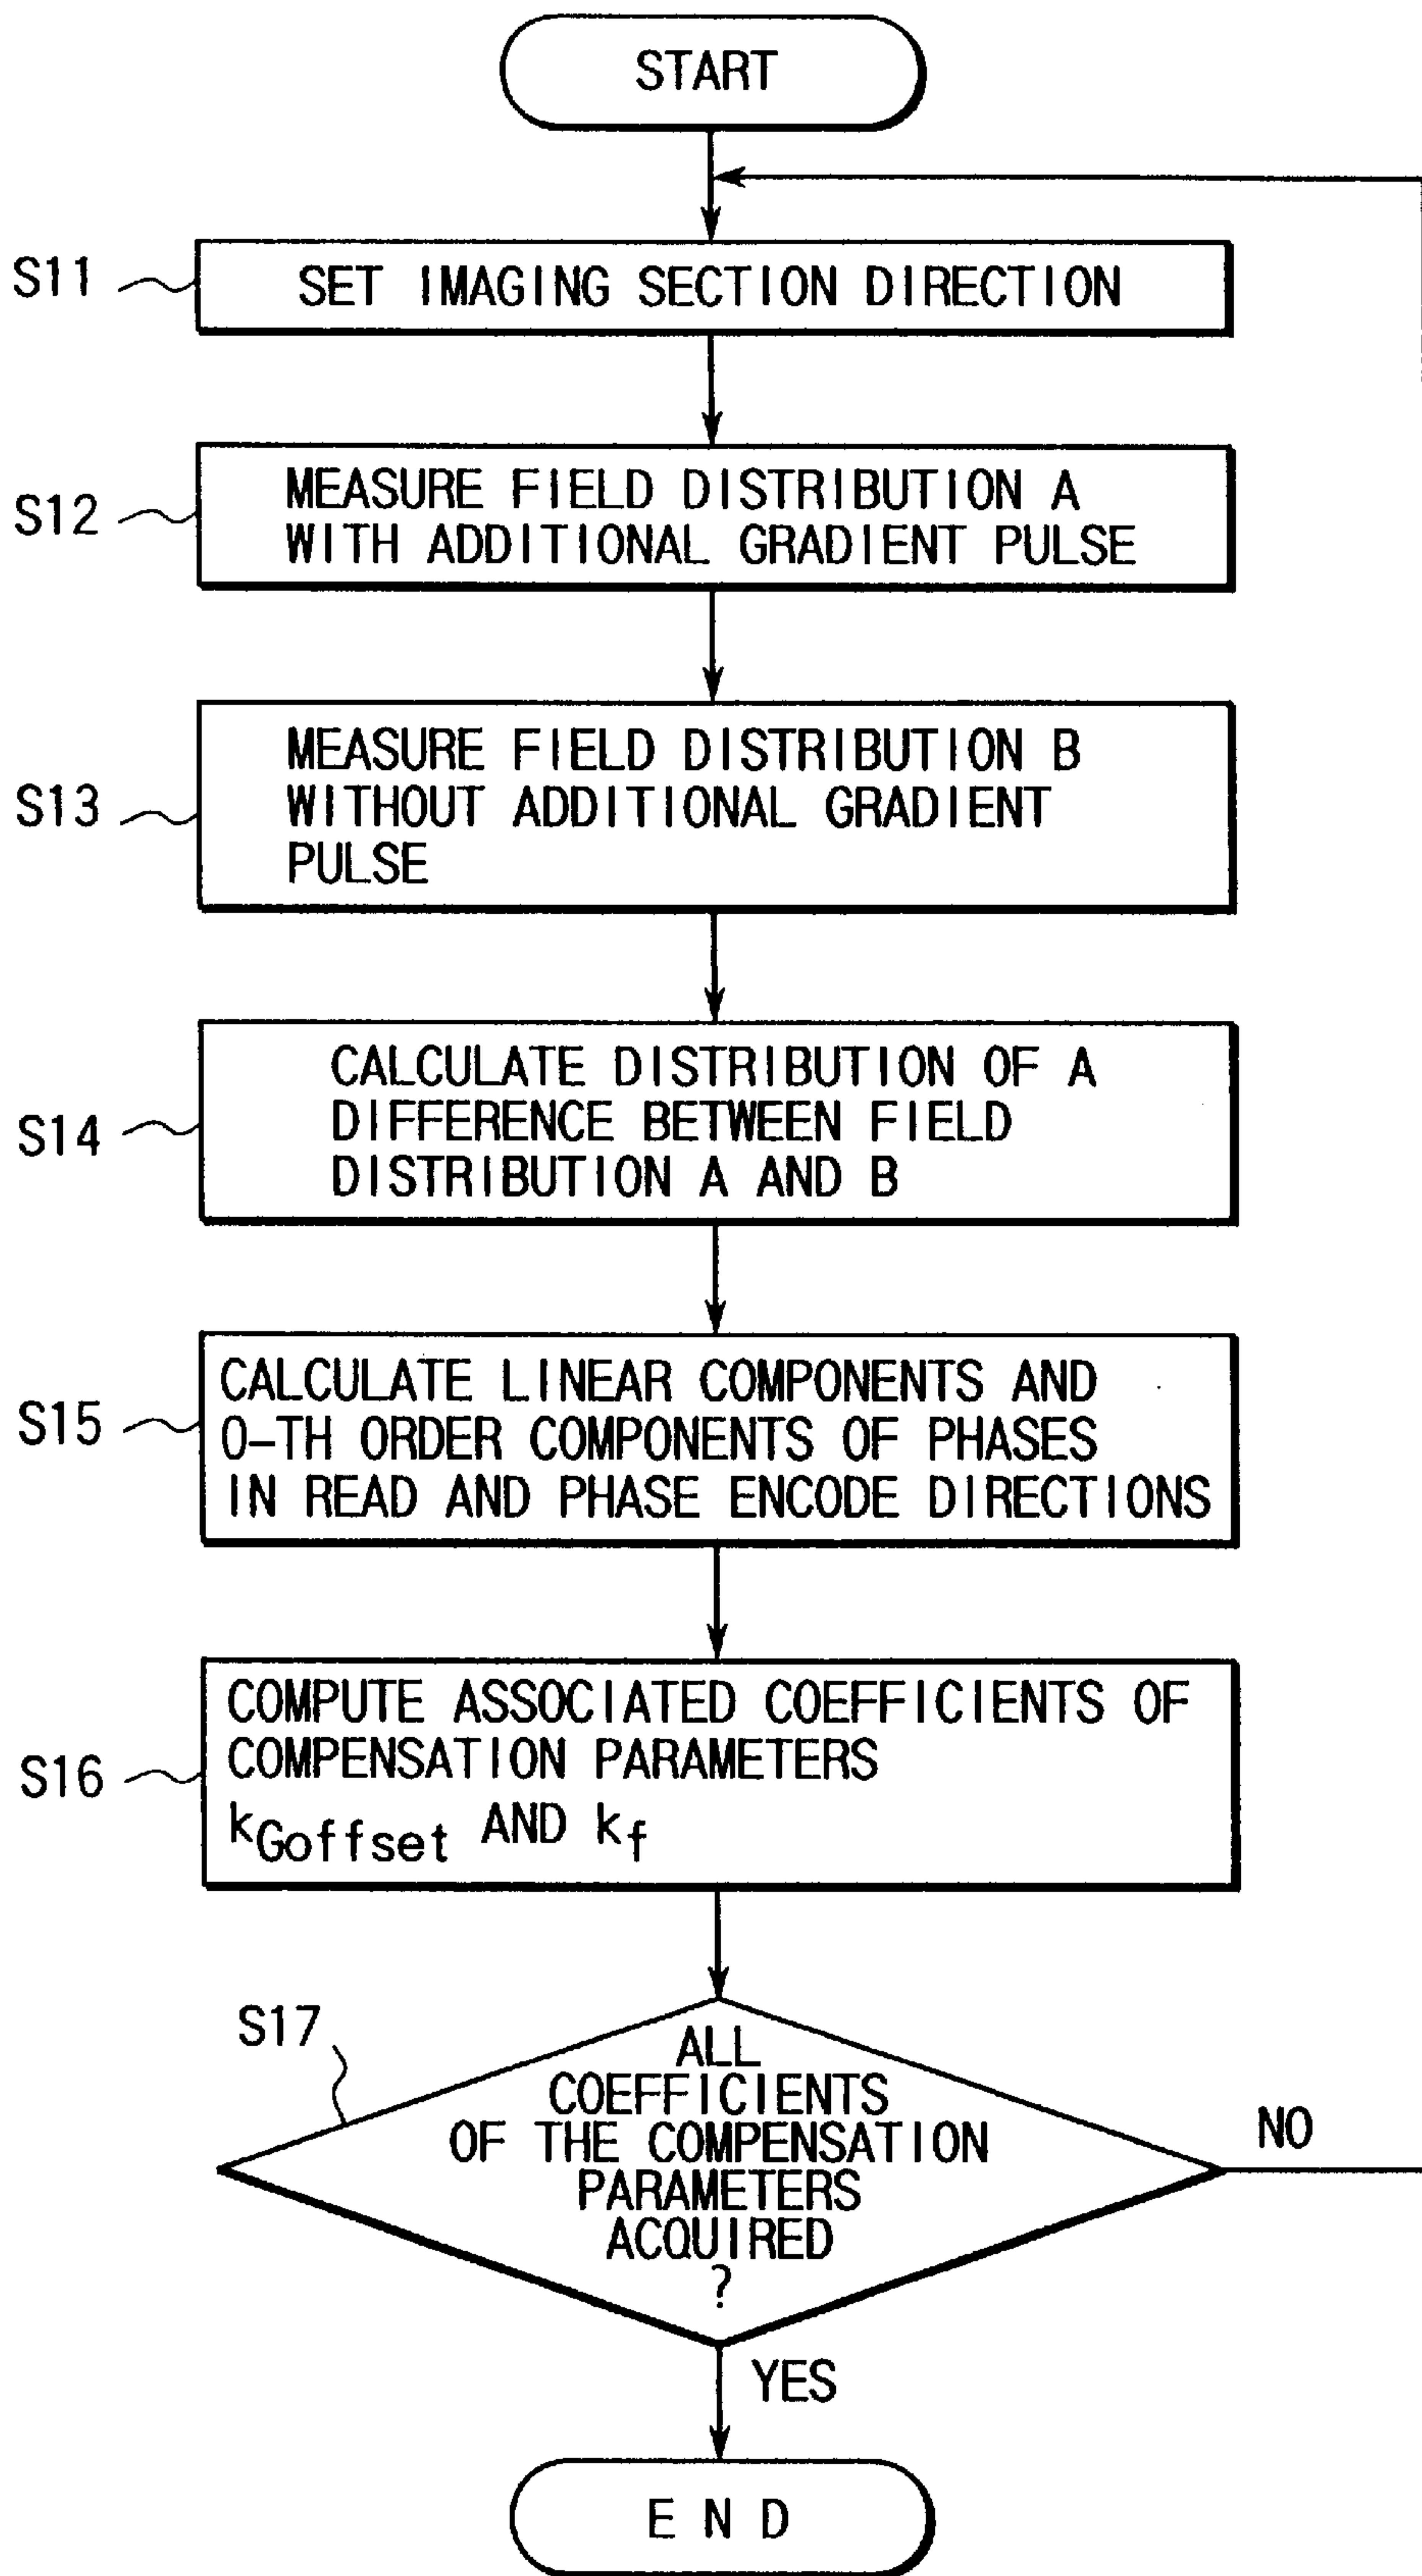 START
S11
SET IMAGING SECTION DIRECTION
S12
MEASURE FIELD DISTRIBUTION A
WITH ADDITIONAL GRADIENT PULSE
S13
MEASURE FIELD DISTRIBUTION B
WITHOUT ADDITIONAL GRADIENT
PULSE
S14
CALCULATE DISTRIBUTION OF A
DIFFERENCE BETWEEN FIELD
DISTRIBUTION A AND B
S15
CALCULATE LINEAR COMPONENTS AND
0-TH ORDER COMPONENTS OF PHASES
IN READ AND PHASE ENCODE DIRECTIONS
S16
COMPUTE ASSOCIATED COEFFICIENTS OF
COMPENSATION PARAMETERS
kGoffset AND kf
S17
ALL
COEFFICIENTS
OF THE COMPENSATION
PARAMETERS
ACQUIRED
?
NO
YES
END